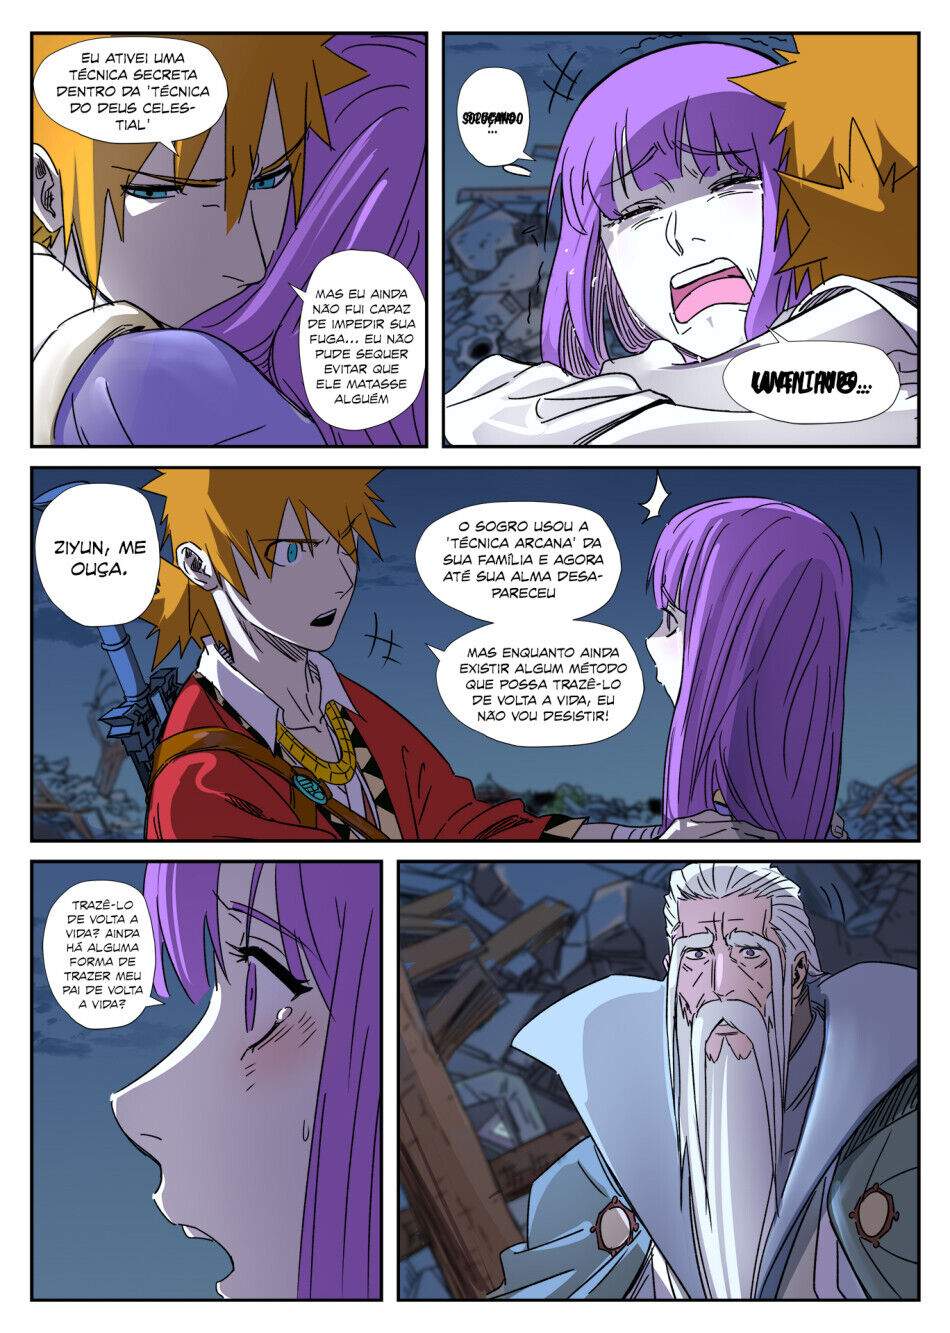 EU ATIVEI UMA
TÉCNICA SECRETA
DENTRO DA 'TÉCNICA
DO DEUS CELES-
TIAL'
MAS EU AINDA
NÃO FUI CAPAZ
DE IMPEDIR SUA
FUGA... EU NÃO
PUDE SEQUER
EVITAR QUE
ELE MATASSE
ALGUÉM
...
ZIYUN, ME
OUÇA.
O SOGRO USOU A
'TÉCNICA ARCANA' DA
SUA FAMÍLIA E AGORA
ATÉ SUA ALMA DESA-
PARECEU
MAS ENQUANTO AINDA
EXISTIR ALGUM MÉTODO
QUE POSSA TRAZÊ-LO
DE VOLTA A VIDA, EU
NÃO VOU DESISTIR!
TRAZÊ-LO
DE VOLTA A
VIDA? AINDA
HÁ ALGUMA
FORMA DE
TRAZER MEU
PAI DE VOLTA
A VIDA?